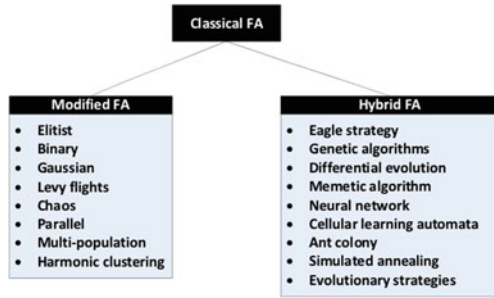 Classical FA
Modified FA
• Elitist
• Binary
• Gaussian
• Levy flights
• Chaos
• Parallel
• Multi-population
• Harmonic clustering
Hybrid FA
• Eagle strategy
• Genetic algorithms
• Differential evolution
• Memetic algorithm
• Neural network
• Cellular learning automata
• Ant colony
• Simulated annealing
• Evolutionary strategies